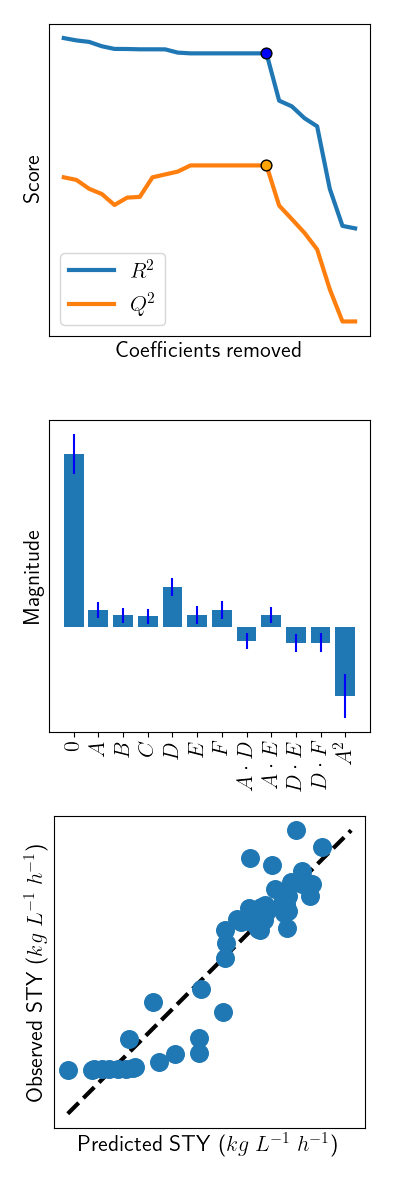 Score
R²
Q²
Coefficients removed
Magnitude
0
A
B
C
D
E
F
A · D
A · E
D · E
D · F
A²
Observed STY (kg L⁻¹ h⁻¹)
Predicted STY (kg L⁻¹ h⁻¹)